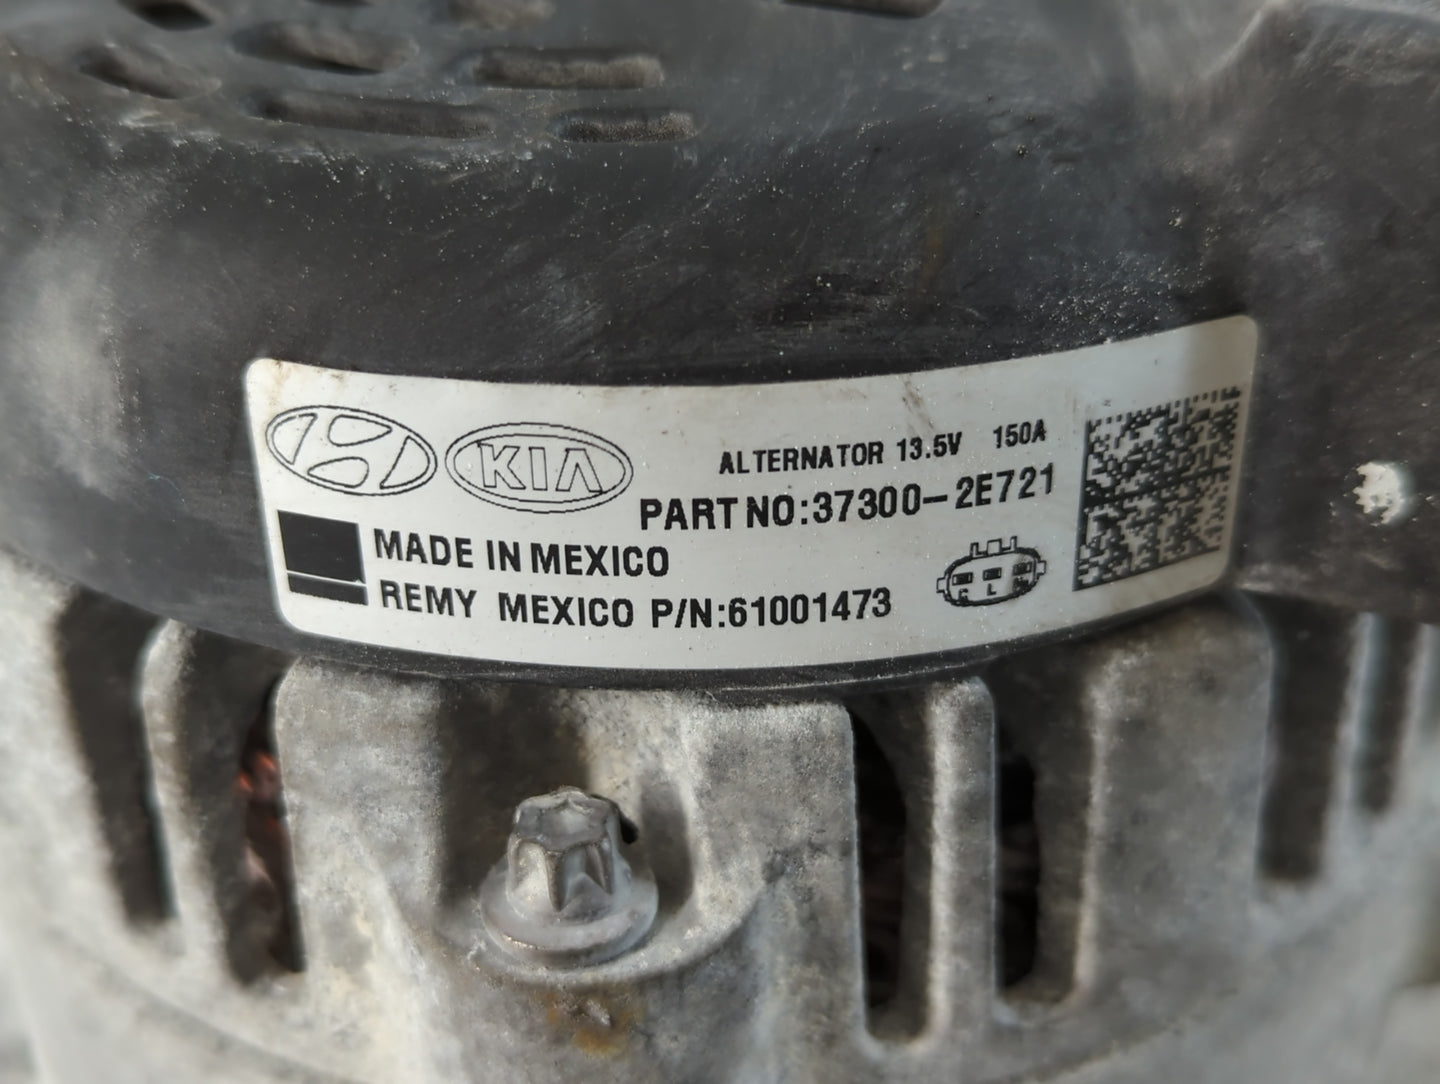 KIA
ALTERNATOR 13.5V 150A
PART NO:37300-2E721
MADE IN MEXICO
REMY MEXICO P/N:61001473
C L